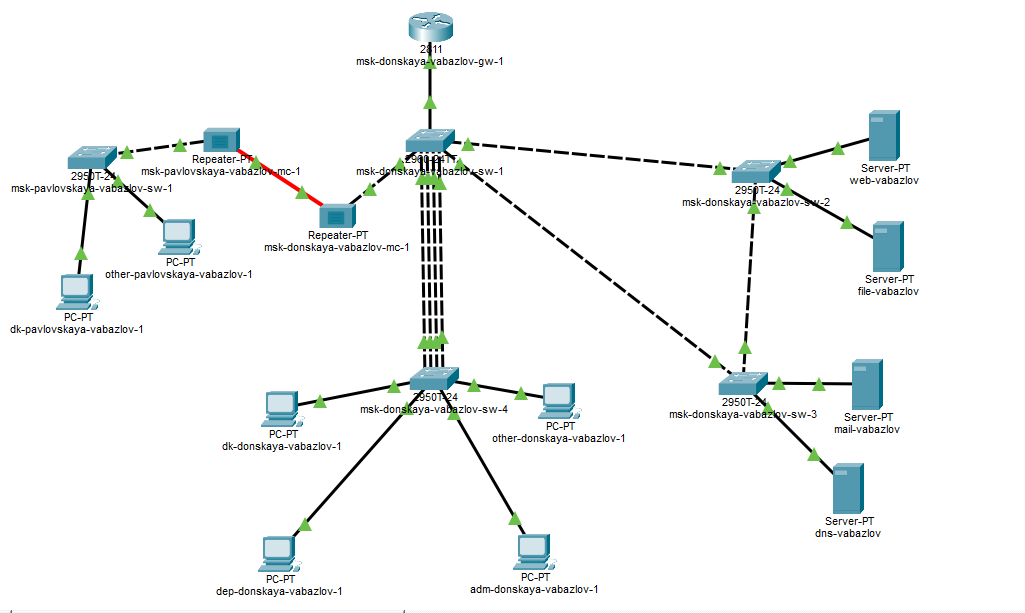 2811
msk-donskaya-vabazlov-gw-1
2960-24TT
msk-donskaya-vabazlov-sw-1
2950T-24
msk-pavlovskaya-vabazlov-sw-1
Repeater-PT
msk-pavlovskaya-vabazlov-mc-1
Repeater-PT
msk-donskaya-vabazlov-mc-1
PC-PT
other-pavlovskaya-vabazlov-1
PC-PT
dk-pavlovskaya-vabazlov-1
2950T-24
msk-donskaya-vabazlov-sw-2
Server-PT
web-vabazlov
Server-PT
file-vabazlov
2950T-24
msk-donskaya-vabazlov-sw-3
Server-PT
mail-vabazlov
Server-PT
dns-vabazlov
2950T-24
msk-donskaya-vabazlov-sw-4
PC-PT
dk-donskaya-vabazlov-1
PC-PT
other-donskaya-vabazlov-1
PC-PT
dep-donskaya-vabazlov-1
PC-PT
adm-donskaya-vabazlov-1